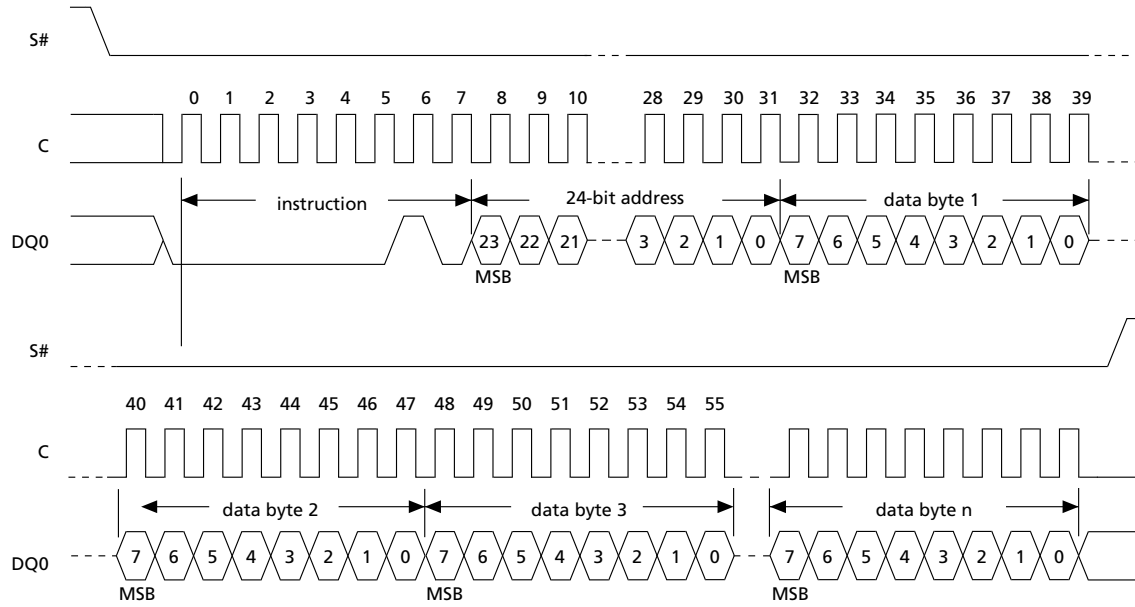 S#
0 1 2 3 4 5 6 7 8 9 10 28 29 30 31 32 33 34 35 36 37 38 39
C
instruction 24-bit address data byte 1
DQ0 23 22 21 3 2 1 0 7 6 5 4 3 2 1 0
MSB MSB
S#
40 41 42 43 44 45 46 47 48 49 50 51 52 53 54 55
C
data byte 2 data byte 3 data byte n
DQ0 7 6 5 4 3 2 1 0 7 6 5 4 3 2 1 0 7 6 5 4 3 2 1 0
MSB MSB MSB